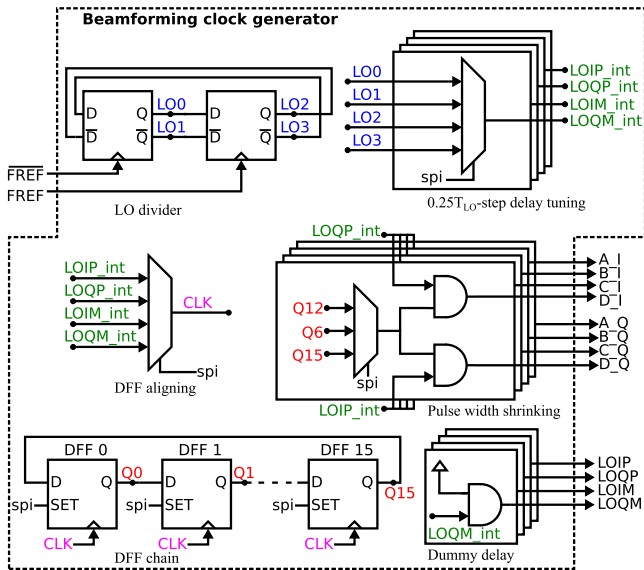 Beamforming clock generator
D Q LO0 D Q LO2
D̅ Q̅ LO1 D̅ Q̅ LO3
F̅R̅E̅F̅
FREF
LO divider
LO0
LO1
LO2
LO3
spi
LOIP_int
LOQP_int
LOIM_int
LOQM_int
0.25T_LO-step delay tuning
LOIP_int
LOQP_int
LOIM_int
LOQM_int
CLK
spi
DFF aligning
LOQP_int
Q12
Q6
Q15
spi
LOIP_int
Pulse width shrinking
A_I
B_I
C_I
D_I
A_Q
B_Q
C_Q
D_Q
DFF 0 DFF 1 DFF 15
D Q Q0 D Q Q1 D Q Q15
spi SET spi SET spi SET
CLK CLK CLK
DFF chain
LOQM_int
Dummy delay
LOIP
LOQP
LOIM
LOQM